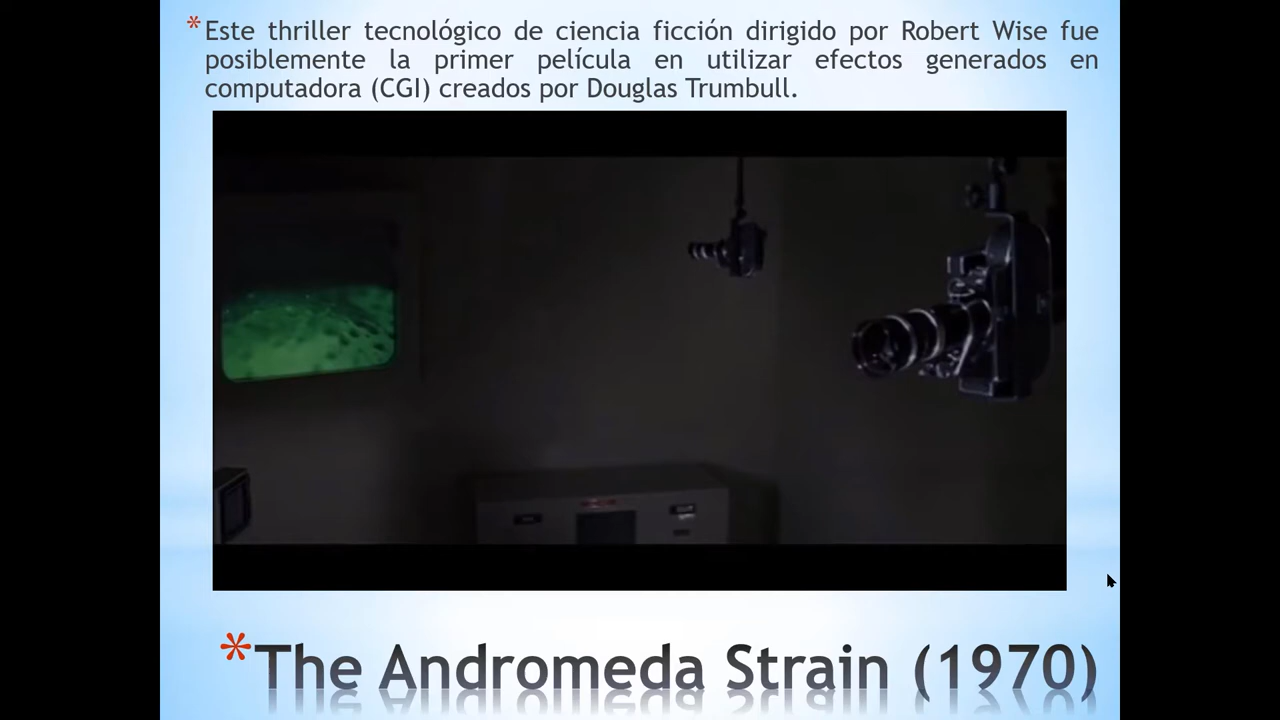 *Este thriller tecnológico de ciencia ficción dirigido por Robert Wise fue
posiblemente la primer película en utilizar efectos generados en
computadora (CGI) creados por Douglas Trumbull.
*The Andromeda Strain (1970)